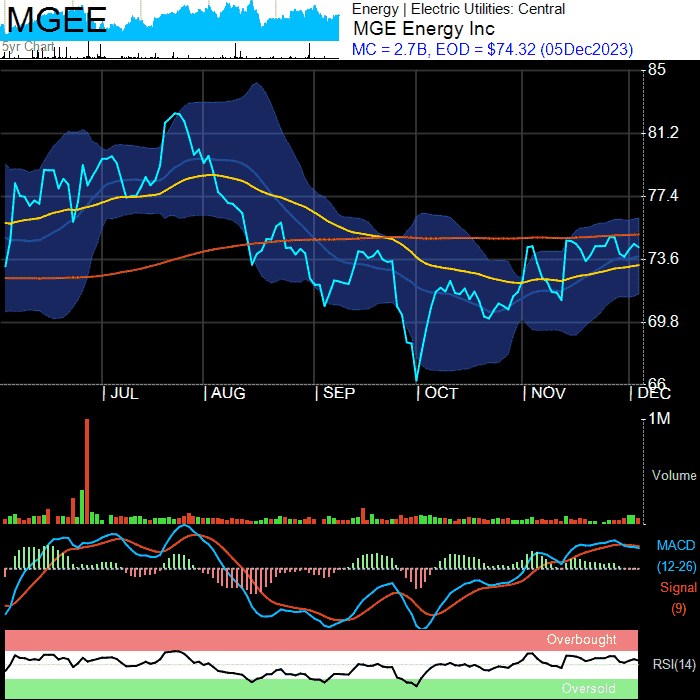 MGEE
5yr Chart
Energy | Electric Utilities: Central
MGE Energy Inc
MC = 2.7B, EOD = $74.32 (05Dec2023)
85
81.2
77.4
73.6
69.8
66
JUL AUG SEP OCT NOV DEC
1M
Volume
MACD
(12-26)
Signal
(9)
Overbought
RSI(14)
Oversold